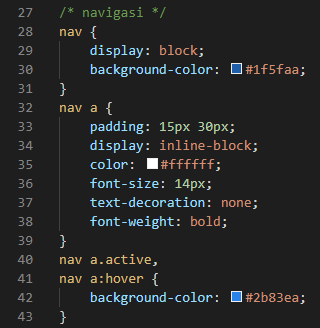 27 /* navigasi */
28 nav {
29     display: block;
30     background-color: #1f5faa;
31 }
32 nav a {
33     padding: 15px 30px;
34     display: inline-block;
35     color: #ffffff;
36     font-size: 14px;
37     text-decoration: none;
38     font-weight: bold;
39 }
40 nav a.active,
41 nav a:hover {
42     background-color: #2b83ea;
43 }